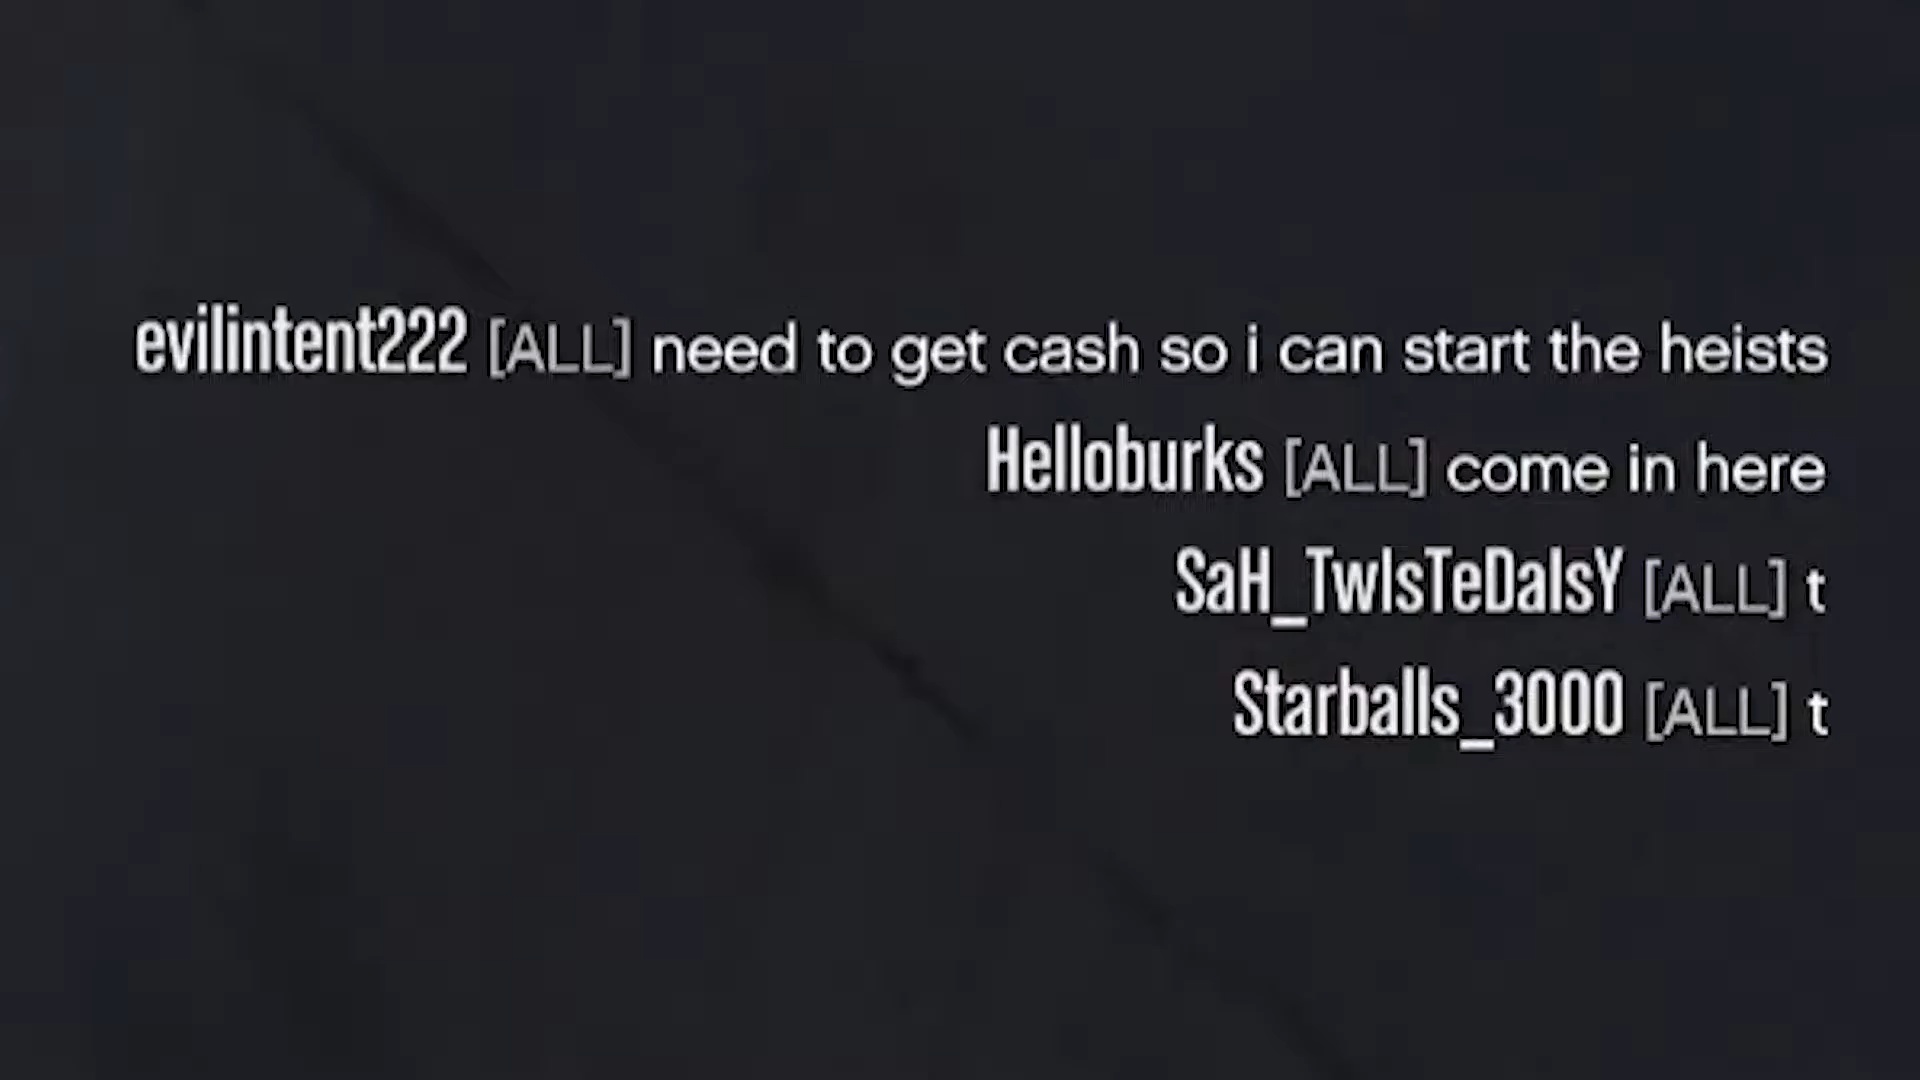 evilintent222 [ALL] need to get cash so i can start the heists
Helloburks [ALL] come in here
SaH_TwIsTeDaIsY [ALL] t
Starballs_3000 [ALL] t